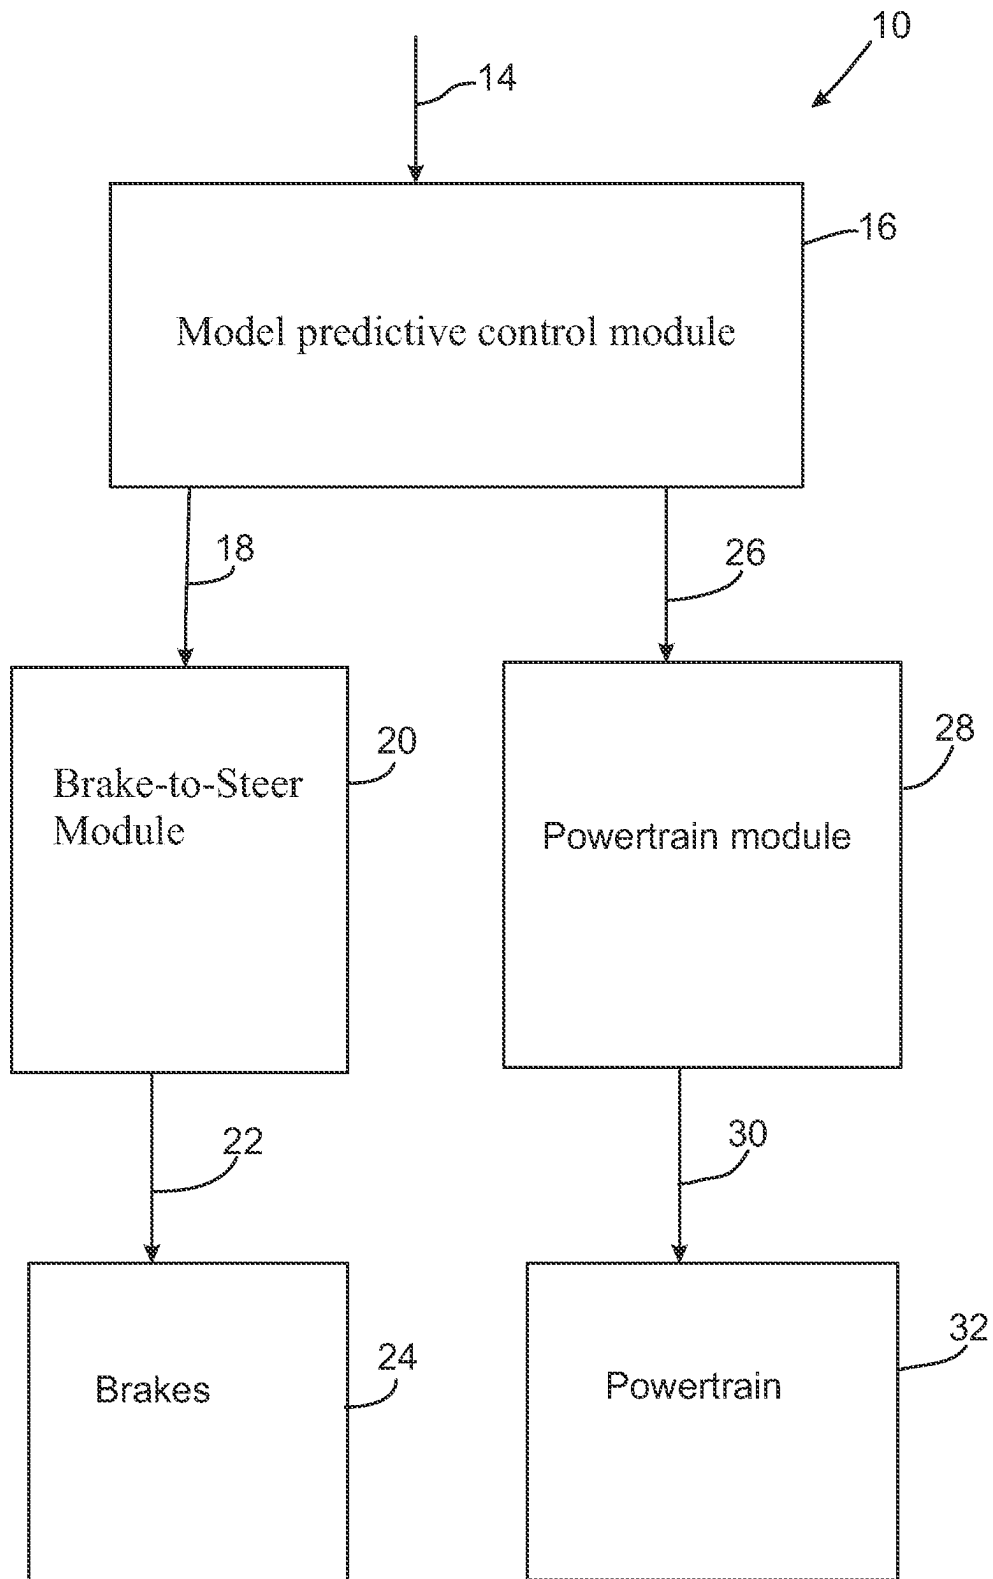 10
14
16
Model predictive control module
18
26
20
28
Brake-to-Steer
Module
Powertrain module
22
30
24
32
Brakes
Powertrain